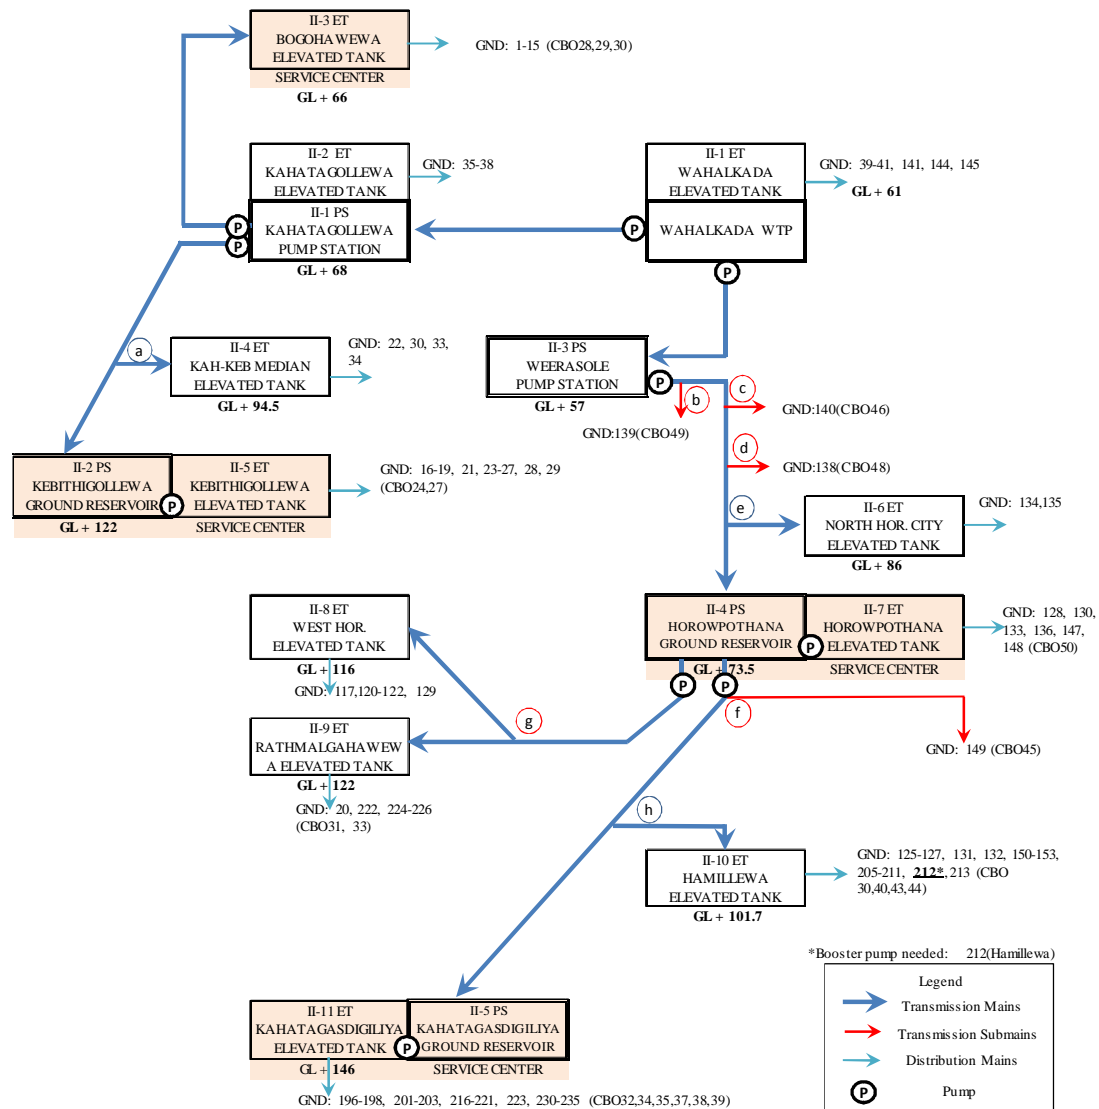 II-3 ET
BOGOHAWEWA
ELEVATED TANK
SERVICE CENTER
GL + 66
GND: 1-15 (CBO28,29,30)
II-2 ET
KAHATAGOLLEWA
ELEVATED TANK
GND: 35-38
II-1 PS
KAHATAGOLLEWA
PUMP STATION
GL + 68
P
P
II-1 ET
WAHALKADA
ELEVATED TANK
GND: 39-41, 141, 144, 145
GL + 61
P
WAHALKADA WTP
P
a
II-4 ET
KAH-KEB MEDIAN
ELEVATED TANK
GL + 94.5
GND: 22, 30, 33,
34
II-3 PS
WEERASOLE
PUMP STATION
GL + 57
P
b
c
GND:140(CBO46)
GND:139(CBO49)
d
GND:138(CBO48)
II-2 PS
KEBITHIGOLLEWA
GROUND RESERVOIR
GL + 122
P
II-5 ET
KEBITHIGOLLEWA
ELEVATED TANK
SERVICE CENTER
GND: 16-19, 21, 23-27, 28, 29
(CBO24,27)
e
II-6 ET
NORTH HOR. CITY
ELEVATED TANK
GL + 86
GND: 134,135
II-8 ET
WEST HOR.
ELEVATED TANK
GL + 116
GND: 117,120-122, 129
II-4 PS
HOROWPOTHANA
GROUND RESERVOIR
GL + 73.5
P
II-7 ET
HOROWPOTHANA
ELEVATED TANK
SERVICE CENTER
GND: 128, 130,
133, 136, 147,
148 (CBO50)
P
P
f
g
GND: 149 (CBO45)
II-9 ET
RATHMALGAHAWEW
A ELEVATED TANK
GL + 122
GND: 20, 222, 224-226
(CBO31, 33)
h
II-10 ET
HAMILLEWA
ELEVATED TANK
GL + 101.7
GND: 125-127, 131, 132, 150-153,
205-211, 212*,213 (CBO
30,40,43,44)
*Booster pump needed: 212(Hamillewa)
II-11 ET
KAHATAGASDIGILIYA
ELEVATED TANK
GL + 146
P
II-5 PS
KAHATAGASDIGILIYA
GROUND RESERVOIR
SERVICE CENTER
GND: 196-198, 201-203, 216-221, 223, 230-235 (CBO32,34,35,37,38,39)
Legend
Transmission Mains
Transmission Submains
Distribution Mains
P
Pump